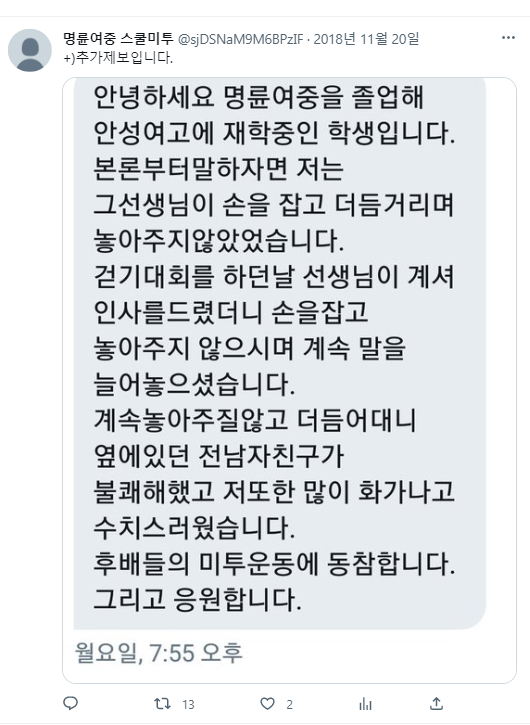 명륜여중 스쿨미투 @sjDSNaM9M6BPzIF · 2018년 11월 20일
+)추가제보입니다.
안녕하세요 명륜여중을 졸업해
안성여고에 재학중인 학생입니다.
본론부터말하자면 저는
그선생님이 손을 잡고 더듬거리며
놓아주지않았었습니다.
걷기대회를 하던날 선생님이 계셔
인사를드렸더니 손을잡고
놓아주지 않으시며 계속 말을
늘어놓으셨습니다.
계속놓아주질않고 더듬어대니
옆에있던 전남자친구가
불쾌해했고 저또한 많이 화가나고
수치스러웠습니다.
후배들의 미투운동에 동참합니다.
그리고 응원합니다.
월요일, 7:55 오후
13 2